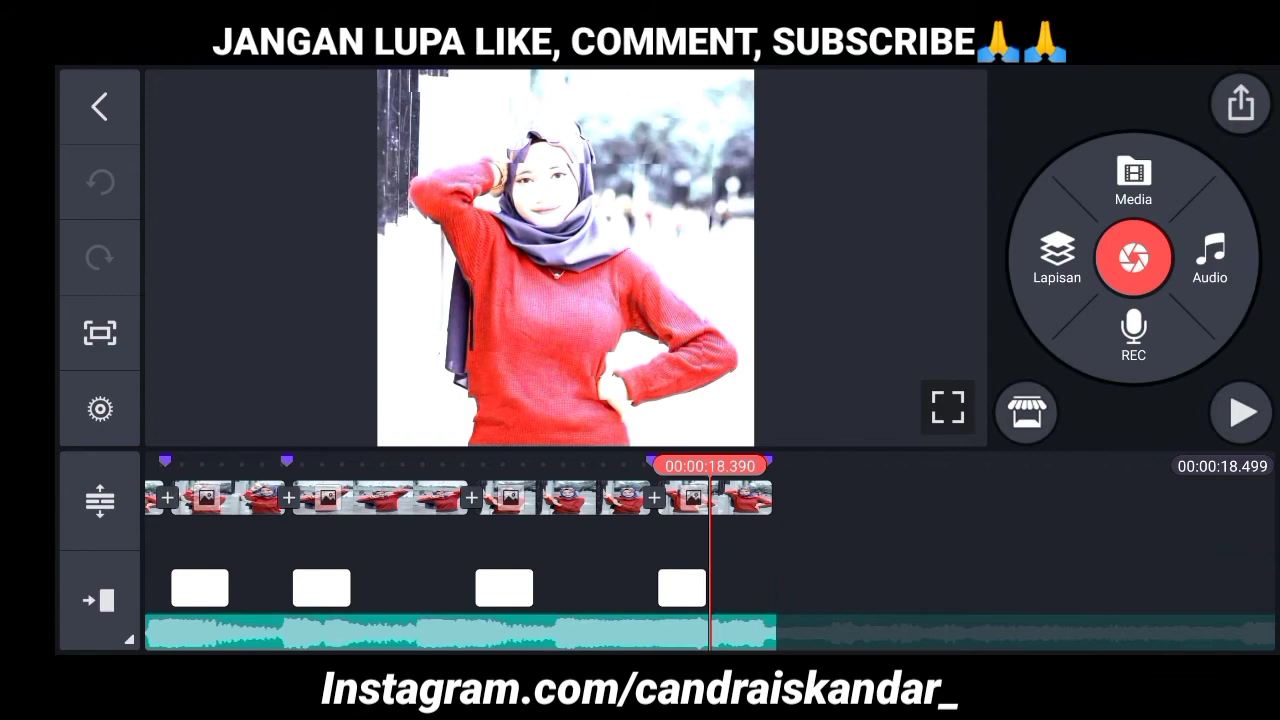 JANGAN LUPA LIKE, COMMENT, SUBSCRIBE🙏🙏
Media
Lapisan
Audio
REC
00:00:18.390
00:00:18.499
Instagram.com/candraiskandar_